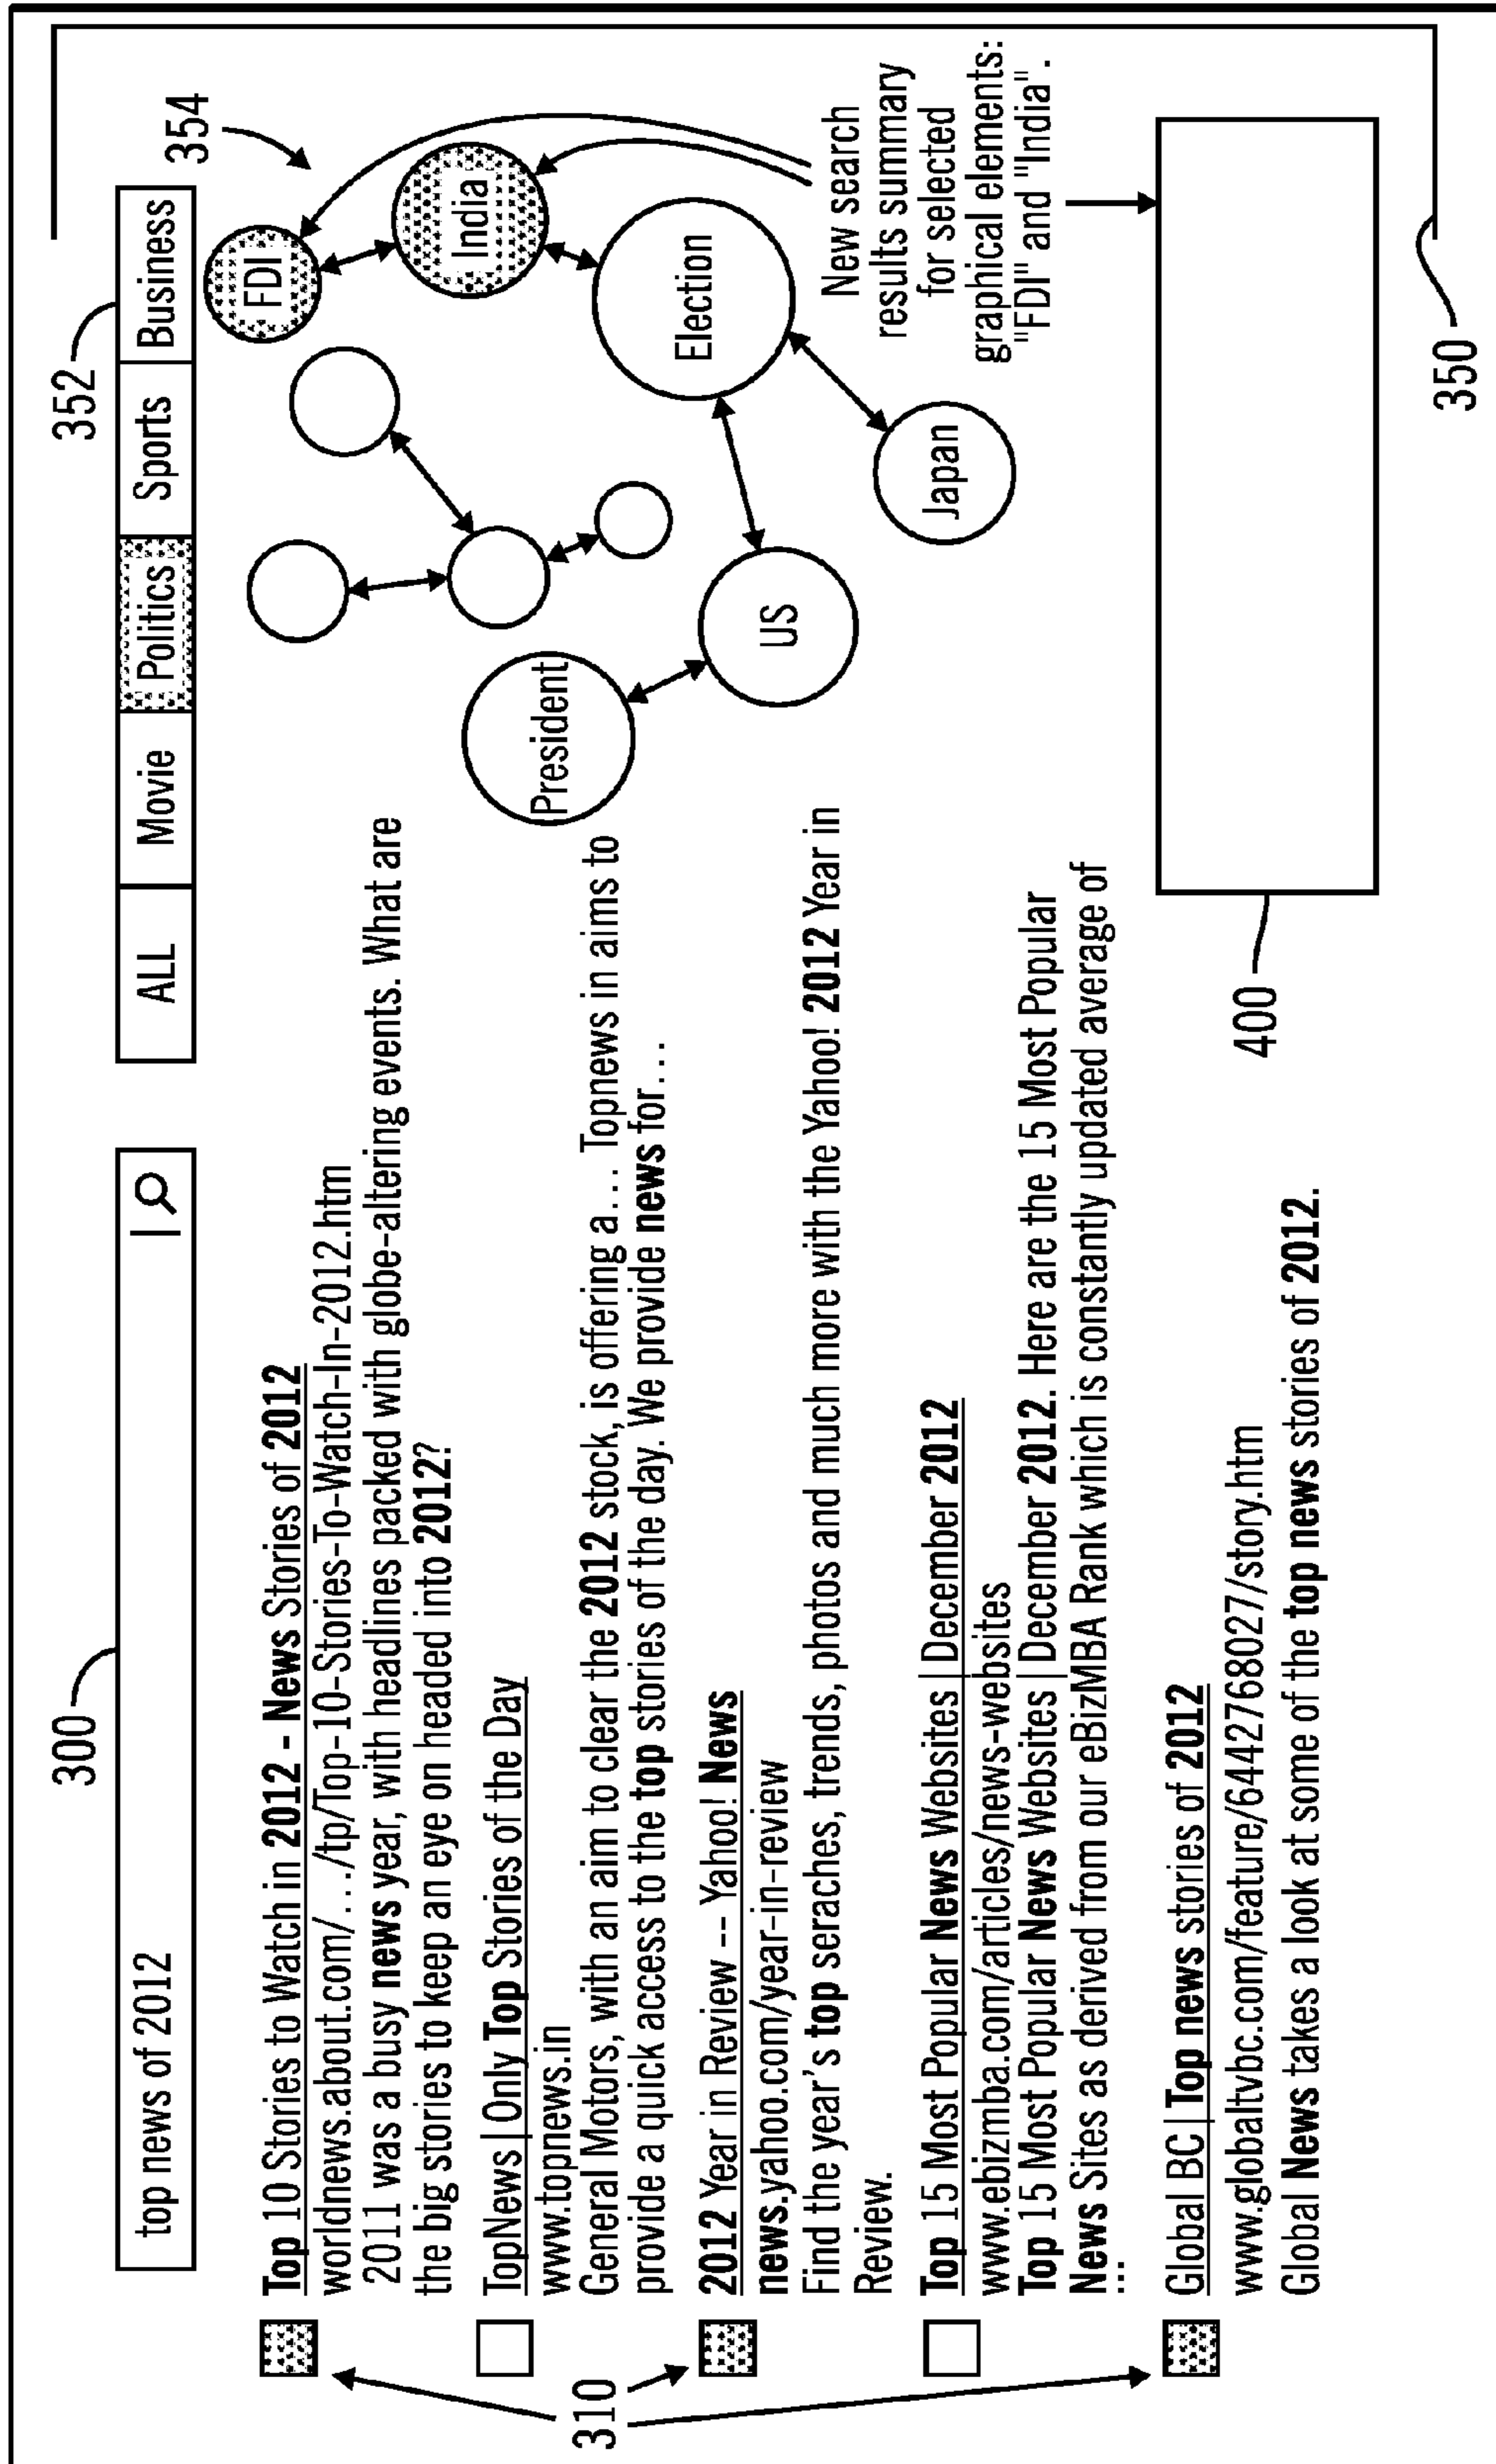 300
352
354
top news of 2012
ALL
Movie
Politics
Sports
Business
Top 10 Stories to Watch in 2012 - News Stories of 2012
worldnews.about.com/.../tp/Top-10-Stories-To-Watch-In-2012.htm
2011 was a busy news year, with headlines packed with globe-altering events. What are
the big stories to keep an eye on headed into 2012?
TopNews | Only Top Stories of the Day
www.topnews.in
General Motors, with an aim to clear the 2012 stock, is offering a... Topnews in aims to
provide a quick access to the top stories of the day. We provide news for...
2012 Year in Review -- Yahoo! News
news.yahoo.com/year-in-review
Find the year's top seraches, trends, photos and much more with the Yahoo! 2012 Year in
Review.
Top 15 Most Popular News Websites | December 2012
www.ebizmba.com/articles/news-websites
Top 15 Most Popular News Websites | December 2012. Here are the 15 Most Popular
News Sites as derived from our eBizMBA Rank which is constantly updated average of
...
Global BC | Top news stories of 2012
www.globaltvbc.com/feature/6442768027/story.htm
Global News takes a look at some of the top news stories of 2012.
310
FDI
India
Election
President
US
Japan
New search
results summary
for selected
graphical elements:
"FDI" and "India".
400
350